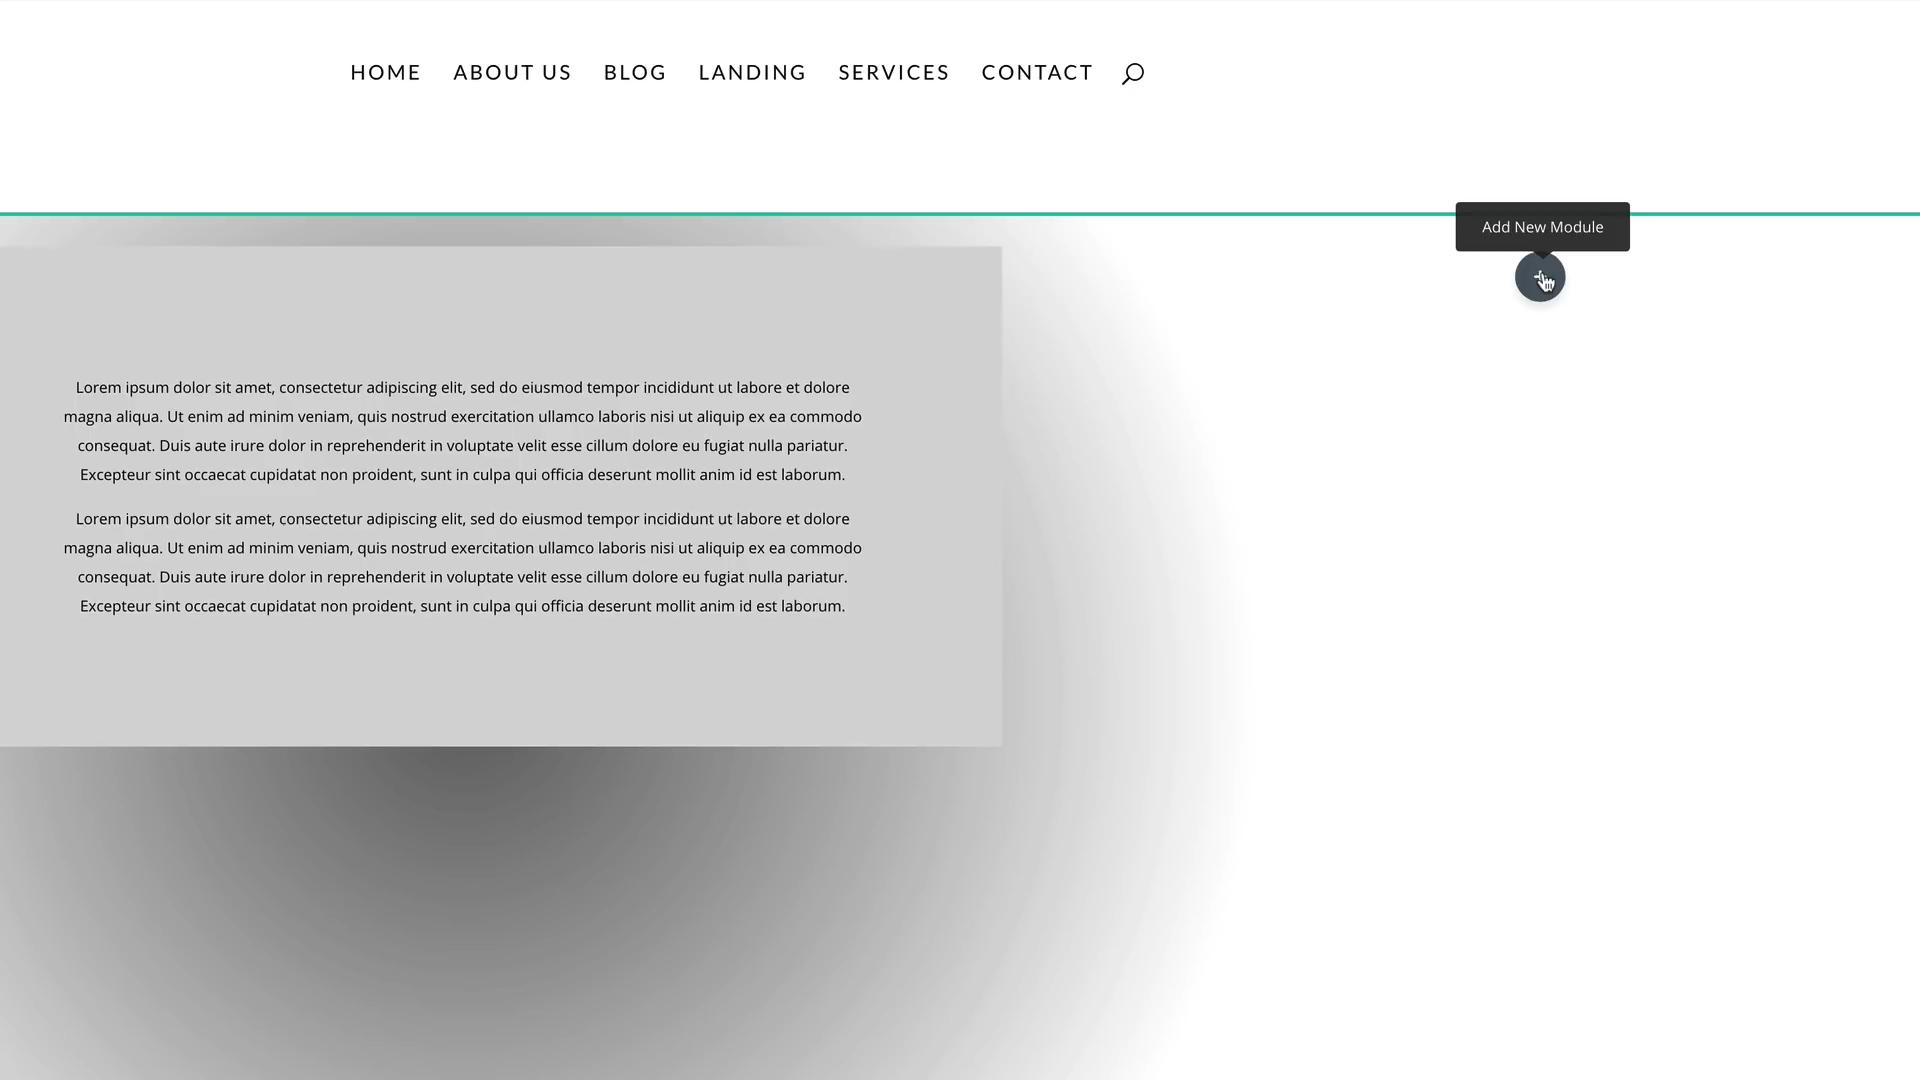 HOME ABOUT US BLOG LANDING SERVICES CONTACT
Add New Module
Lorem ipsum dolor sit amet, consectetur adipiscing elit, sed do eiusmod tempor incididunt ut labore et dolore
magna aliqua. Ut enim ad minim veniam, quis nostrud exercitation ullamco laboris nisi ut aliquip ex ea commodo
consequat. Duis aute irure dolor in reprehenderit in voluptate velit esse cillum dolore eu fugiat nulla pariatur.
Excepteur sint occaecat cupidatat non proident, sunt in culpa qui officia deserunt mollit anim id est laborum.
Lorem ipsum dolor sit amet, consectetur adipiscing elit, sed do eiusmod tempor incididunt ut labore et dolore
magna aliqua. Ut enim ad minim veniam, quis nostrud exercitation ullamco laboris nisi ut aliquip ex ea commodo
consequat. Duis aute irure dolor in reprehenderit in voluptate velit esse cillum dolore eu fugiat nulla pariatur.
Excepteur sint occaecat cupidatat non proident, sunt in culpa qui officia deserunt mollit anim id est laborum.